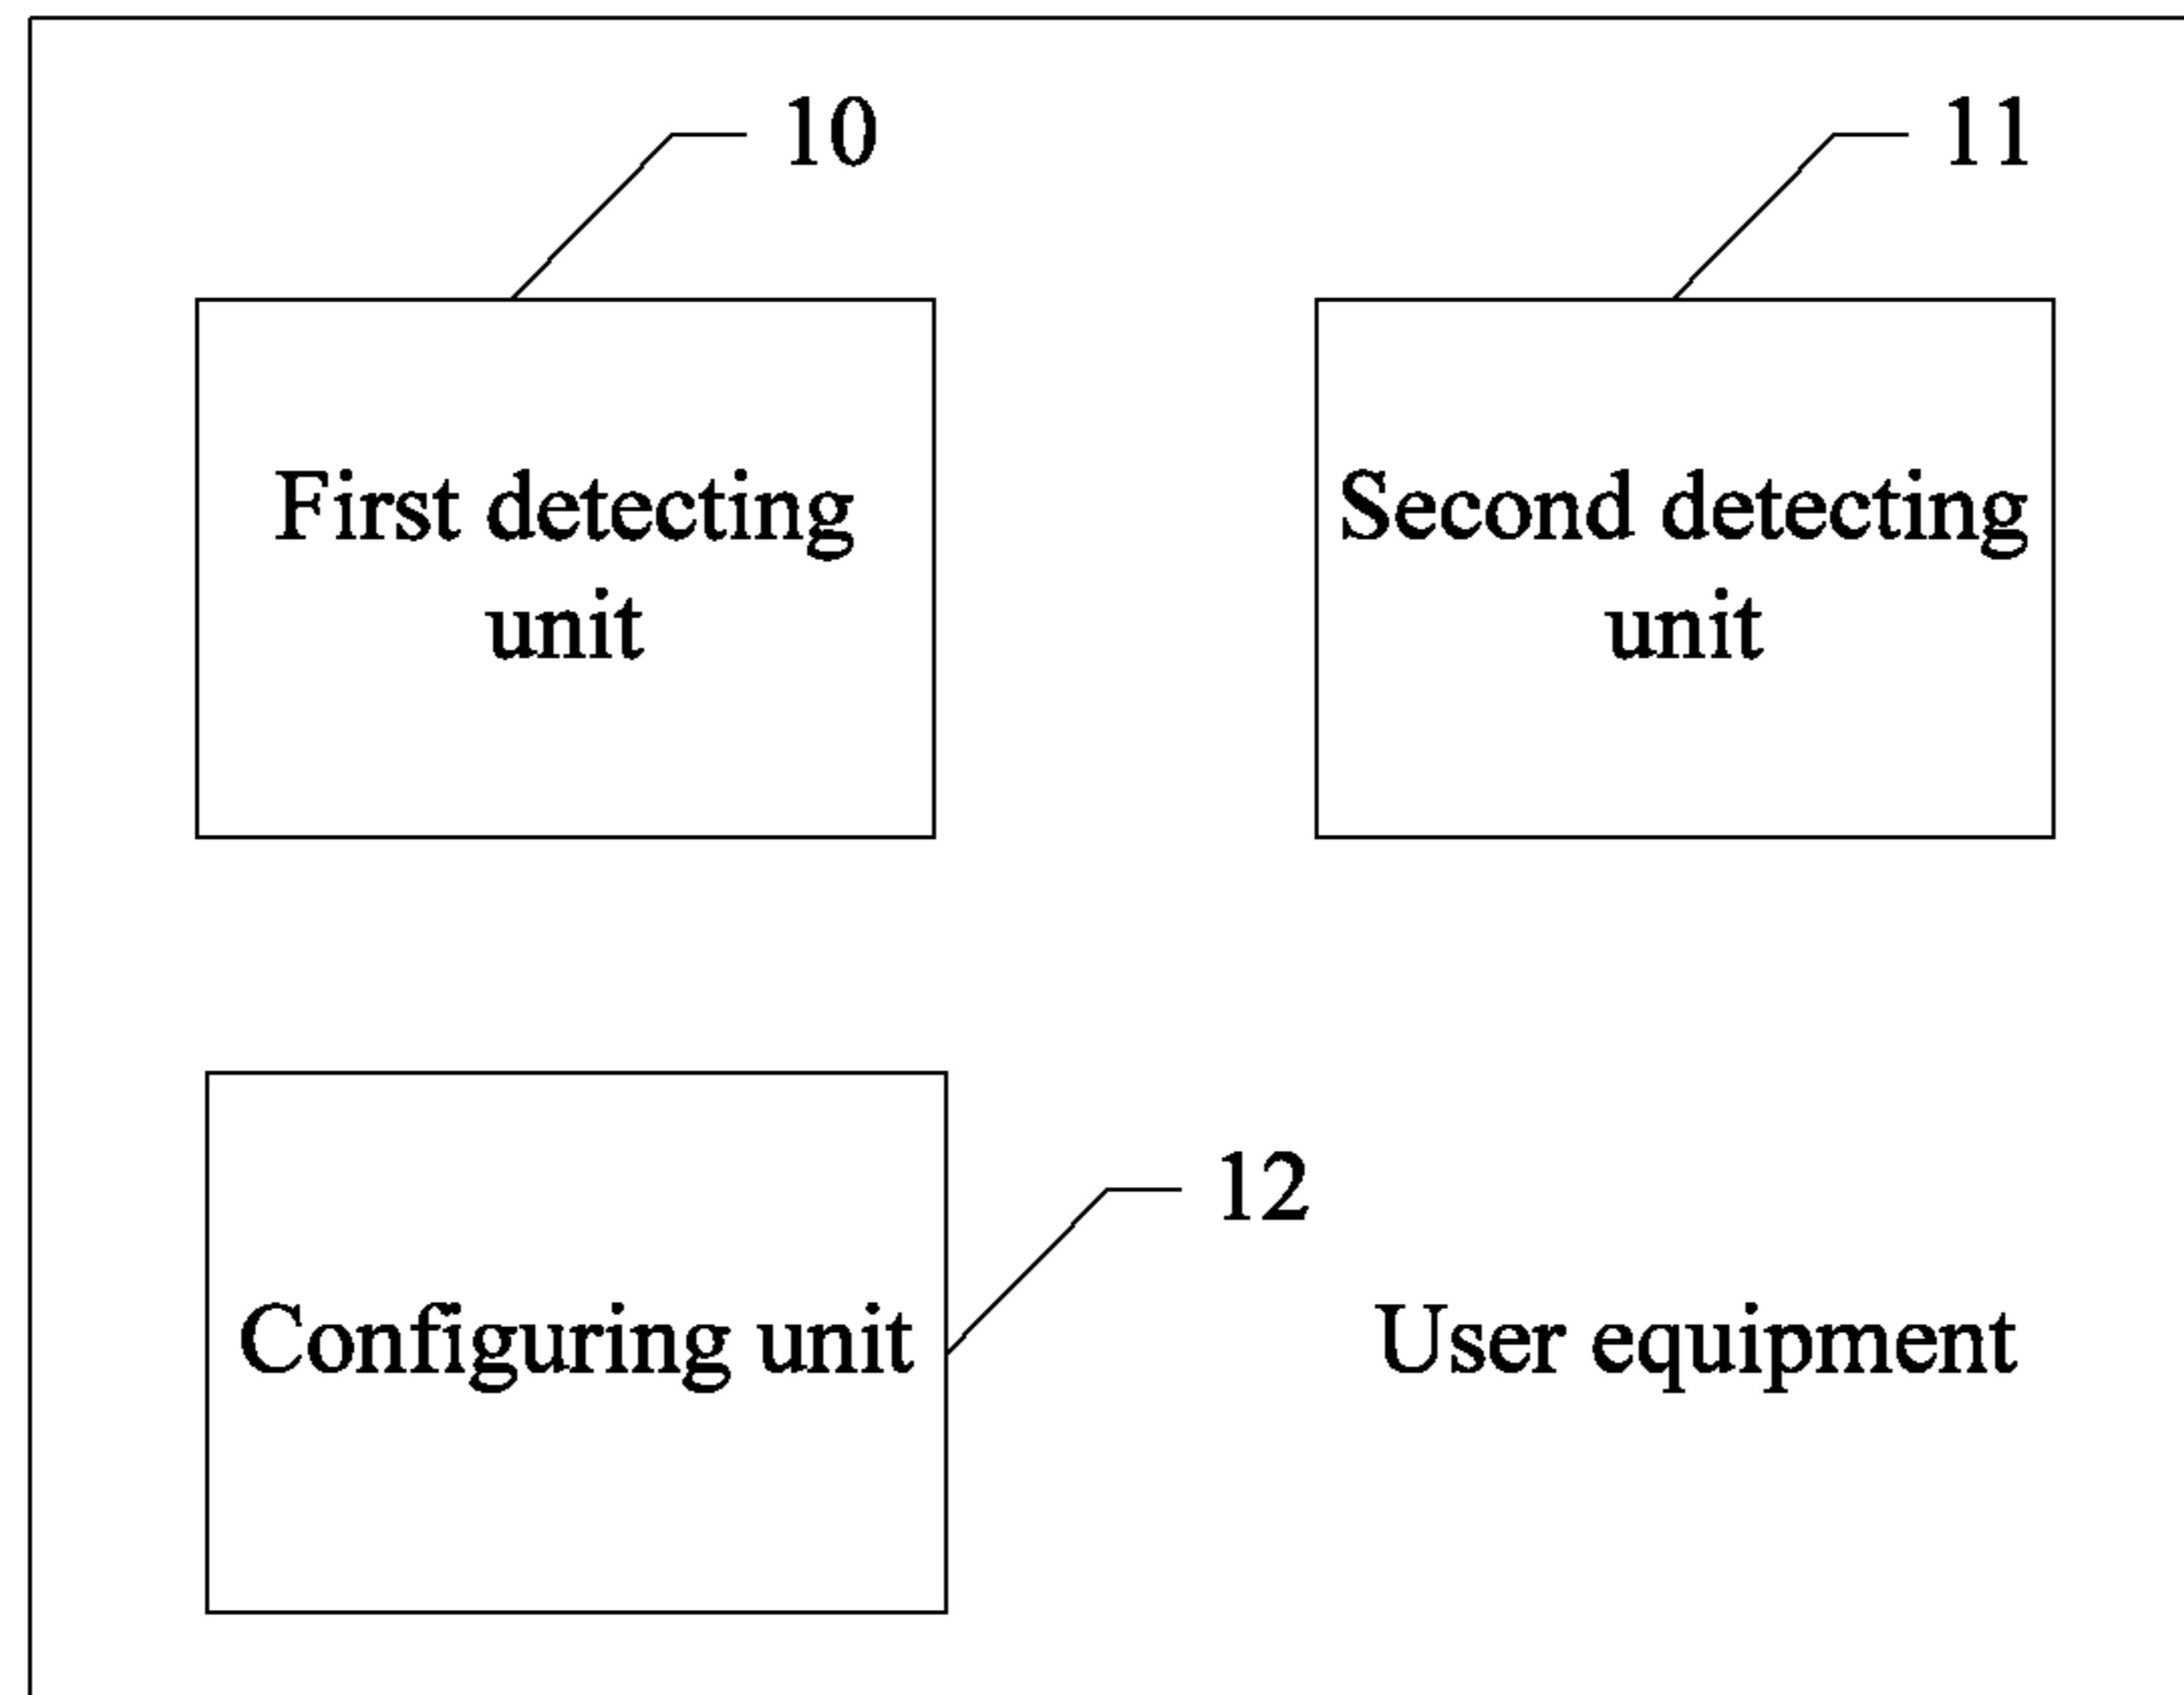 10
11
First detecting
unit
Second detecting
unit
12
Configuring unit
User equipment